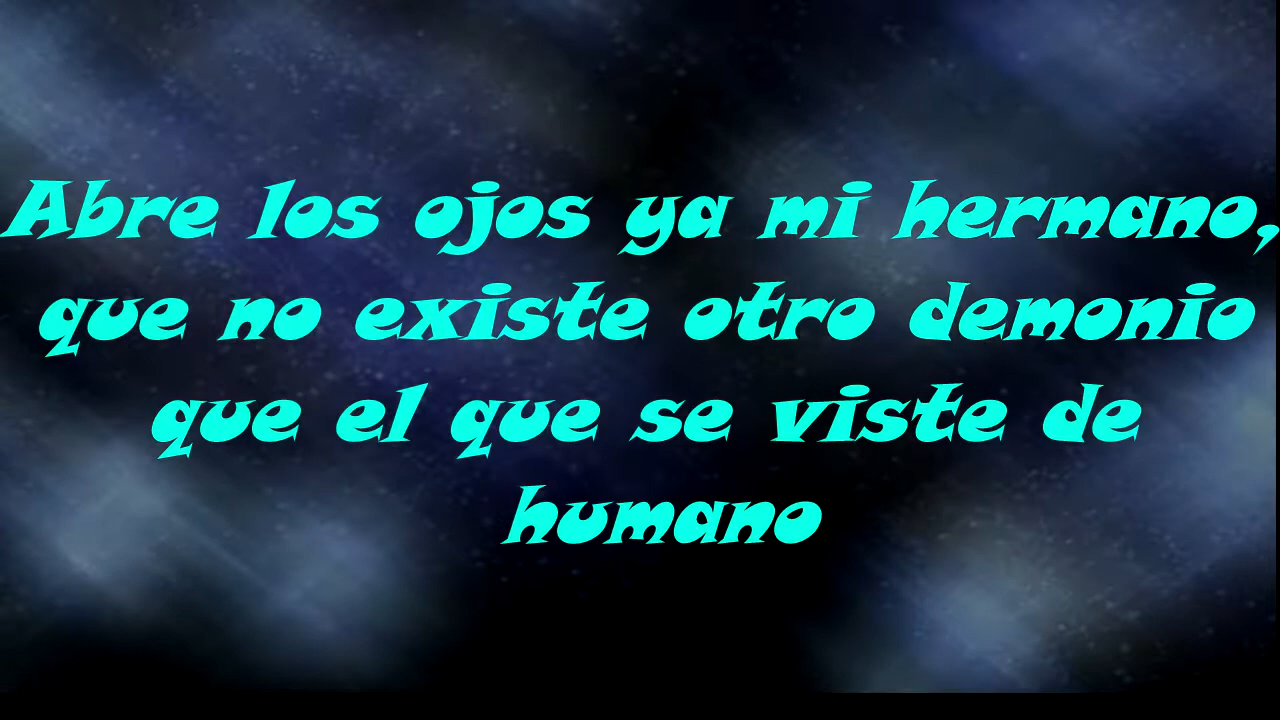 Abre los ojos ya mi hermano,
que no existe otro demonio
que el que se viste de
humano